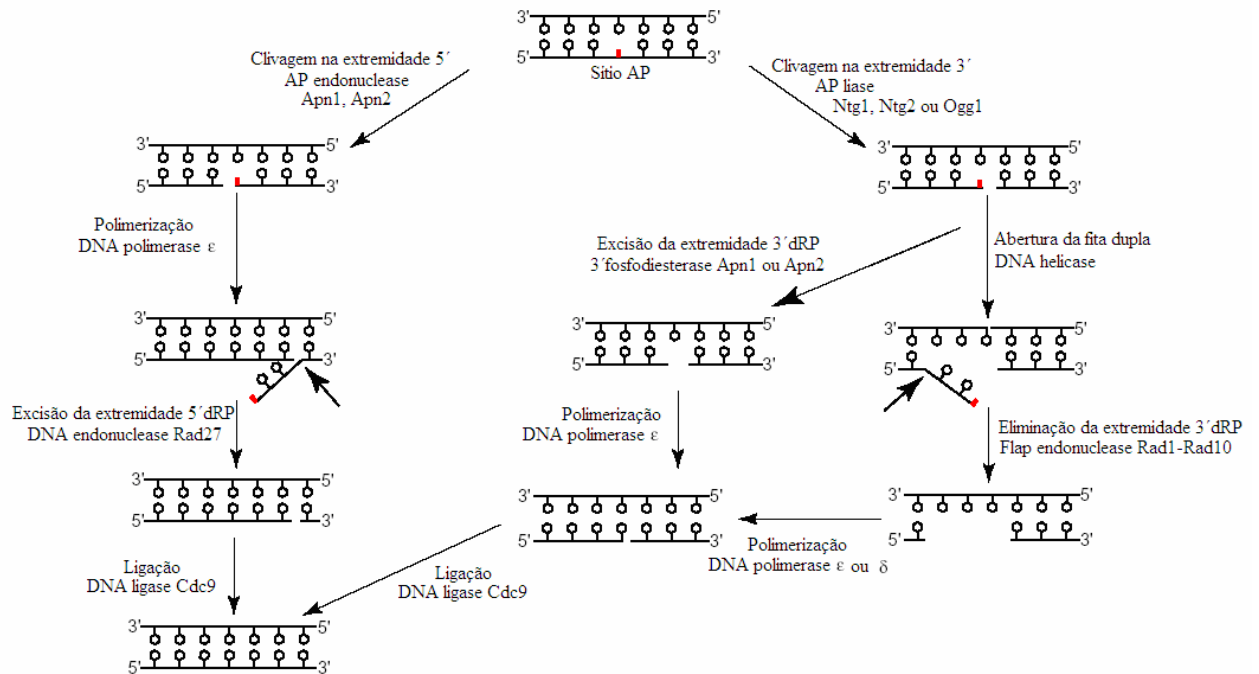 3' 5'
5' 3'
Sitio AP
Clivagem na extremidade 5´
AP endonuclease
Apn1, Apn2
Clivagem na extremidade 3´
AP liase
Ntg1, Ntg2 ou Ogg1
3' 5'
5' 3'
3' 5'
5' 3'
Polimerização
DNA polimerase ε
Excisão da extremidade 3´dRP
3´fosfodiesterase Apn1 ou Apn2
Abertura da fita dupla
DNA helicase
3' 5'
5' 3'
3' 5'
5' 3'
3' 5'
5' 3'
Excisão da extremidade 5´dRP
DNA endonuclease Rad27
Polimerização
DNA polimerase ε
Eliminação da extremidade 3´dRP
Flap endonuclease Rad1-Rad10
3' 5'
5' 3'
3' 5'
5' 3'
3' 5'
5' 3'
Polimerização
DNA polimerase ε ou δ
Ligação
DNA ligase Cdc9
Ligação
DNA ligase Cdc9
3' 5'
5' 3'